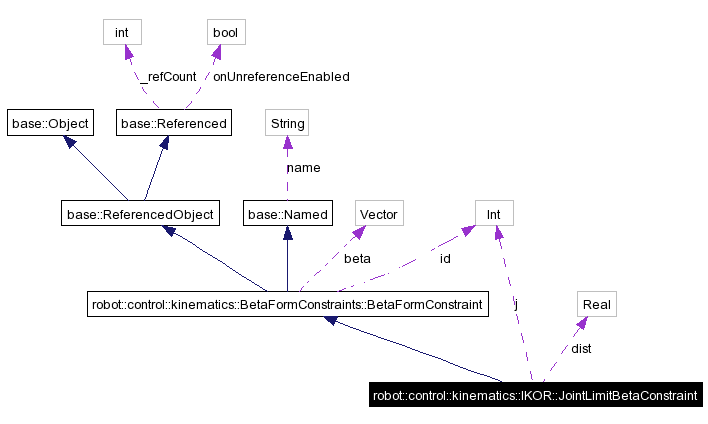 int
bool
_refCount
onUnreferenceEnabled
base::Object
base::Referenced
String
name
base::ReferencedObject
base::Named
Vector
Int
beta
id
robot::control::kinematics::BetaFormConstraints::BetaFormConstraint
j
Real
dist
robot::control::kinematics::IKOR::JointLimitBetaConstraint